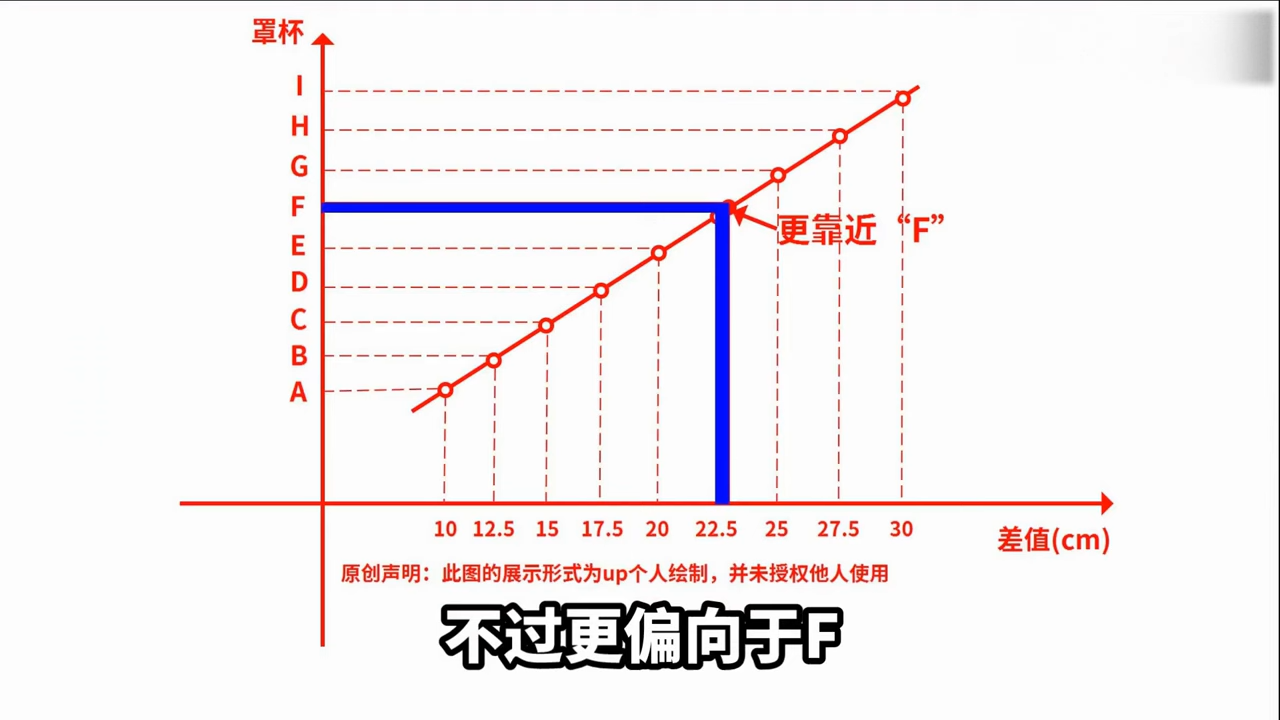 罩杯
I
H
G
F
更靠近“F”
E
D
C
B
A
10 12.5 15 17.5 20 22.5 25 27.5 30
差值(cm)
原创声明：此图的展示形式为up个人绘制，并未授权他人使用
不过更偏向于F